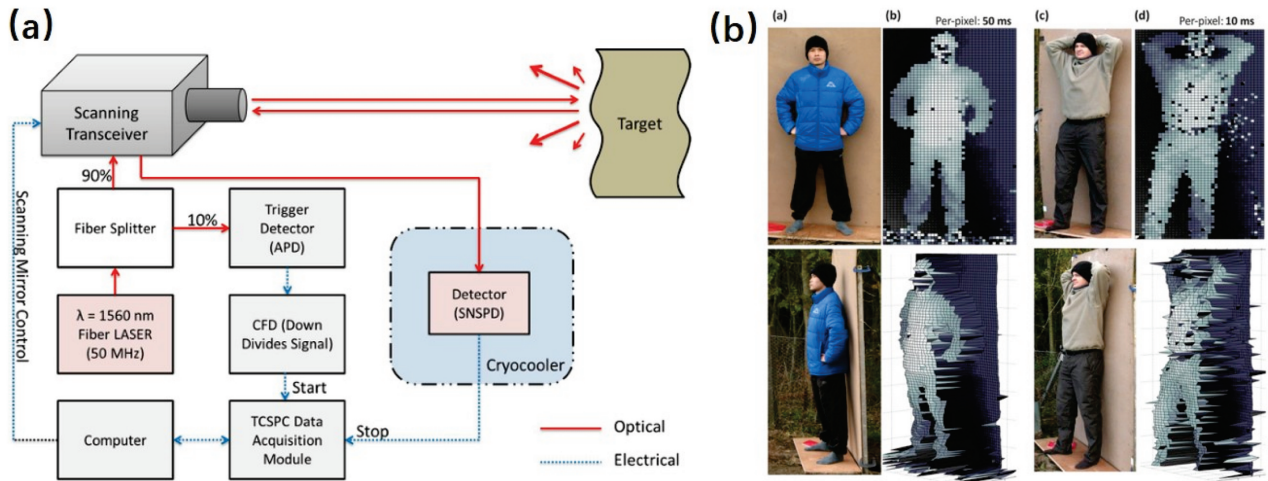 (a)
Scanning
Transceiver
Target
90%
Fiber Splitter
10%
Trigger
Detector
(APD)
Scanning Mirror Control
λ = 1560 nm
Fiber LASER
(50 MHz)
CFD (Down
Divides Signal)
Detector
(SNSPD)
Cryocooler
Start
Computer
TCSPC Data
Acquisition
Module
Stop
Optical
Electrical
(b)
(a)
(b)
Per-pixel: 50 ms
(c)
(d)
Per-pixel: 10 ms